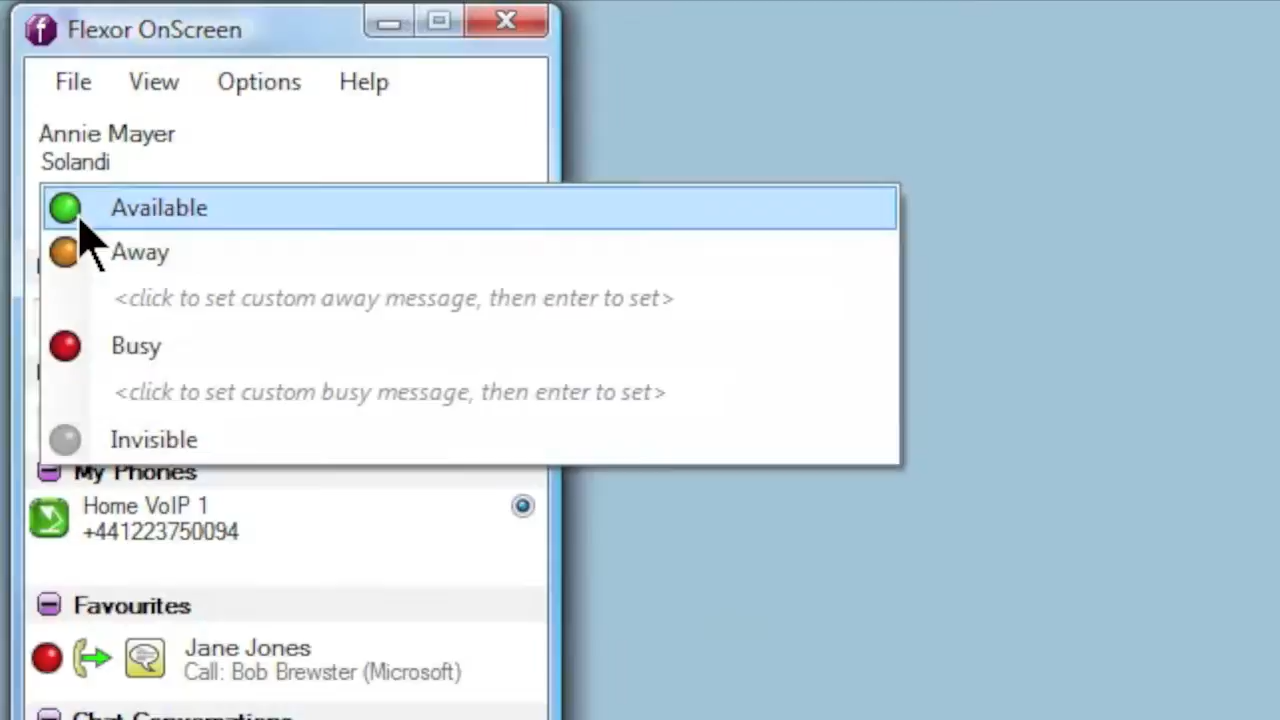 Flexor OnScreen
File View Options Help
Annie Mayer
Solandi
Available
Away
<click to set custom away message, then enter to set>
Busy
<click to set custom busy message, then enter to set>
Invisible
My Phones
Home VoIP 1
+441223750094
Favourites
Jane Jones
Call: Bob Brewster (Microsoft)
Chat Conversations